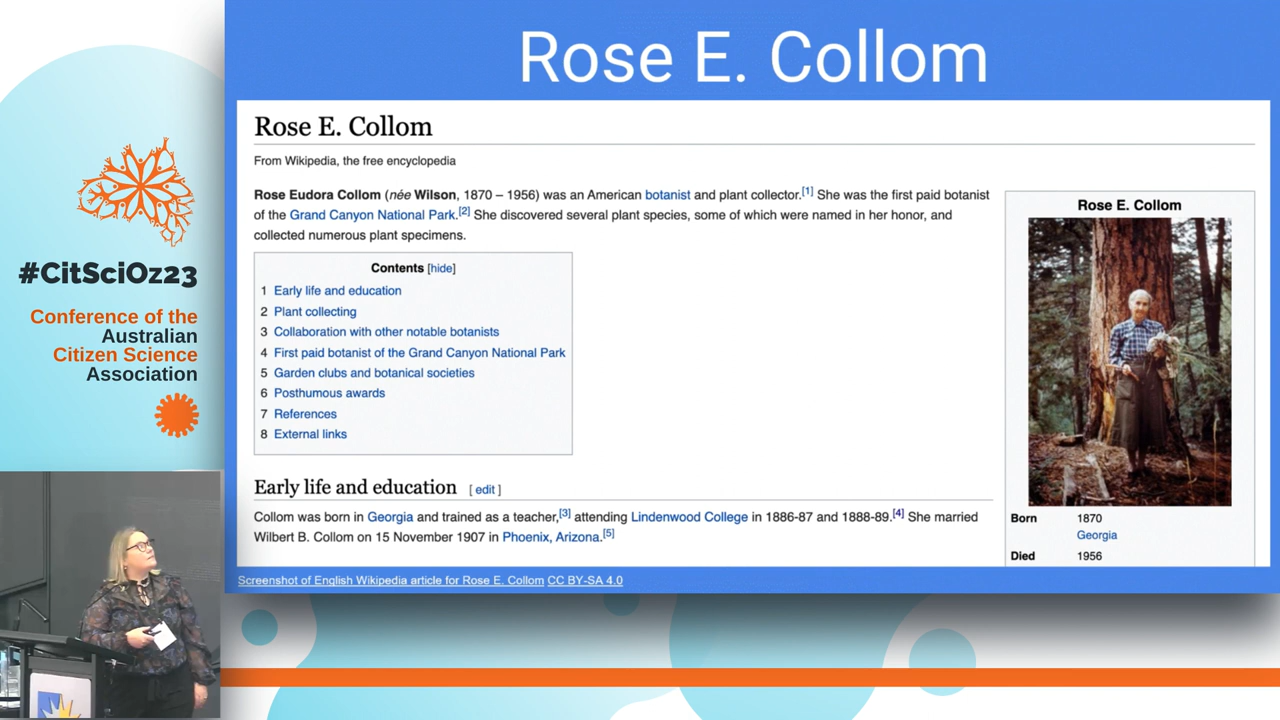 Rose E. Collom
Rose E. Collom
From Wikipedia, the free encyclopedia
Rose Eudora Collom (née Wilson, 1870 – 1956) was an American botanist and plant collector.[1] She was the first paid botanist
of the Grand Canyon National Park.[2] She discovered several plant species, some of which were named in her honor, and
collected numerous plant specimens.
Contents [hide]
1 Early life and education
2 Plant collecting
3 Collaboration with other notable botanists
4 First paid botanist of the Grand Canyon National Park
5 Garden clubs and botanical societies
6 Posthumous awards
7 References
8 External links
Early life and education [ edit ]
Collom was born in Georgia and trained as a teacher,[3] attending Lindenwood College in 1886-87 and 1888-89.[4] She married
Wilbert B. Collom on 15 November 1907 in Phoenix, Arizona.[5]
Rose E. Collom
Born 1870
Georgia
Died 1956
Screenshot of English Wikipedia article for Rose E. Collom CC BY-SA 4.0
#CitSciOz23
Conference of the
Australian
Citizen Science
Association